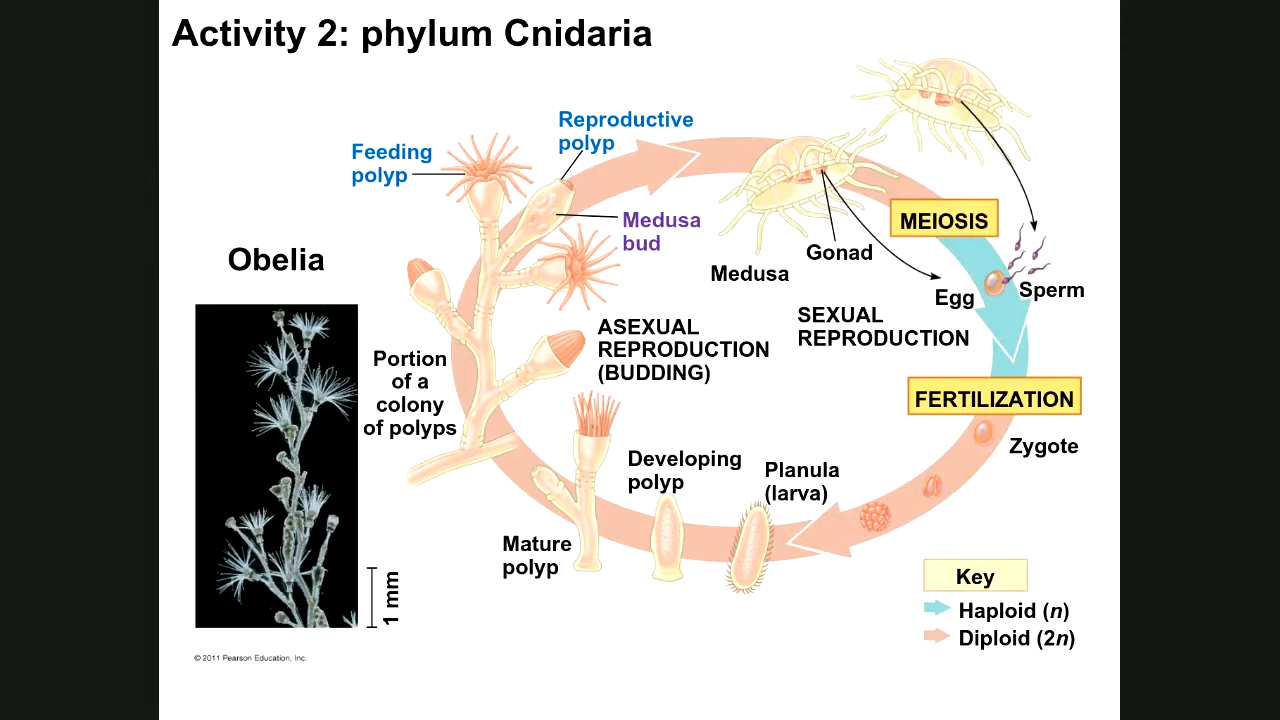 Activity 2: phylum Cnidaria
Reproductive
polyp
Feeding
polyp
Medusa
bud
MEIOSIS
Gonad
Medusa
Obelia
Egg
Sperm
SEXUAL
REPRODUCTION
ASEXUAL
REPRODUCTION
(BUDDING)
Portion
of a
colony
of polyps
FERTILIZATION
Zygote
Developing
polyp
Planula
(larva)
Mature
polyp
1 mm
Key
Haploid (n)
Diploid (2n)
© 2011 Pearson Education, Inc.